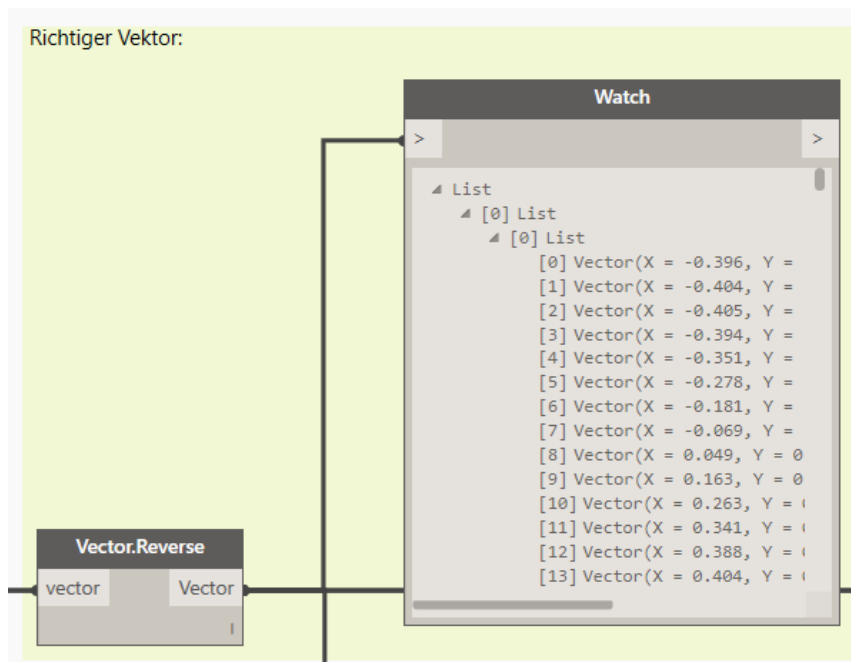 Richtiger Vektor:
Watch
> >
List
[0] List
[0] List
[0] Vector(X = -0.396, Y =
[1] Vector(X = -0.404, Y =
[2] Vector(X = -0.405, Y =
[3] Vector(X = -0.394, Y =
[4] Vector(X = -0.351, Y =
[5] Vector(X = -0.278, Y =
[6] Vector(X = -0.181, Y =
[7] Vector(X = -0.069, Y =
[8] Vector(X = 0.049, Y = 0
[9] Vector(X = 0.163, Y = 0
[10] Vector(X = 0.263, Y =
[11] Vector(X = 0.341, Y =
[12] Vector(X = 0.388, Y =
[13] Vector(X = 0.404, Y =
Vector.Reverse
vector Vector
l